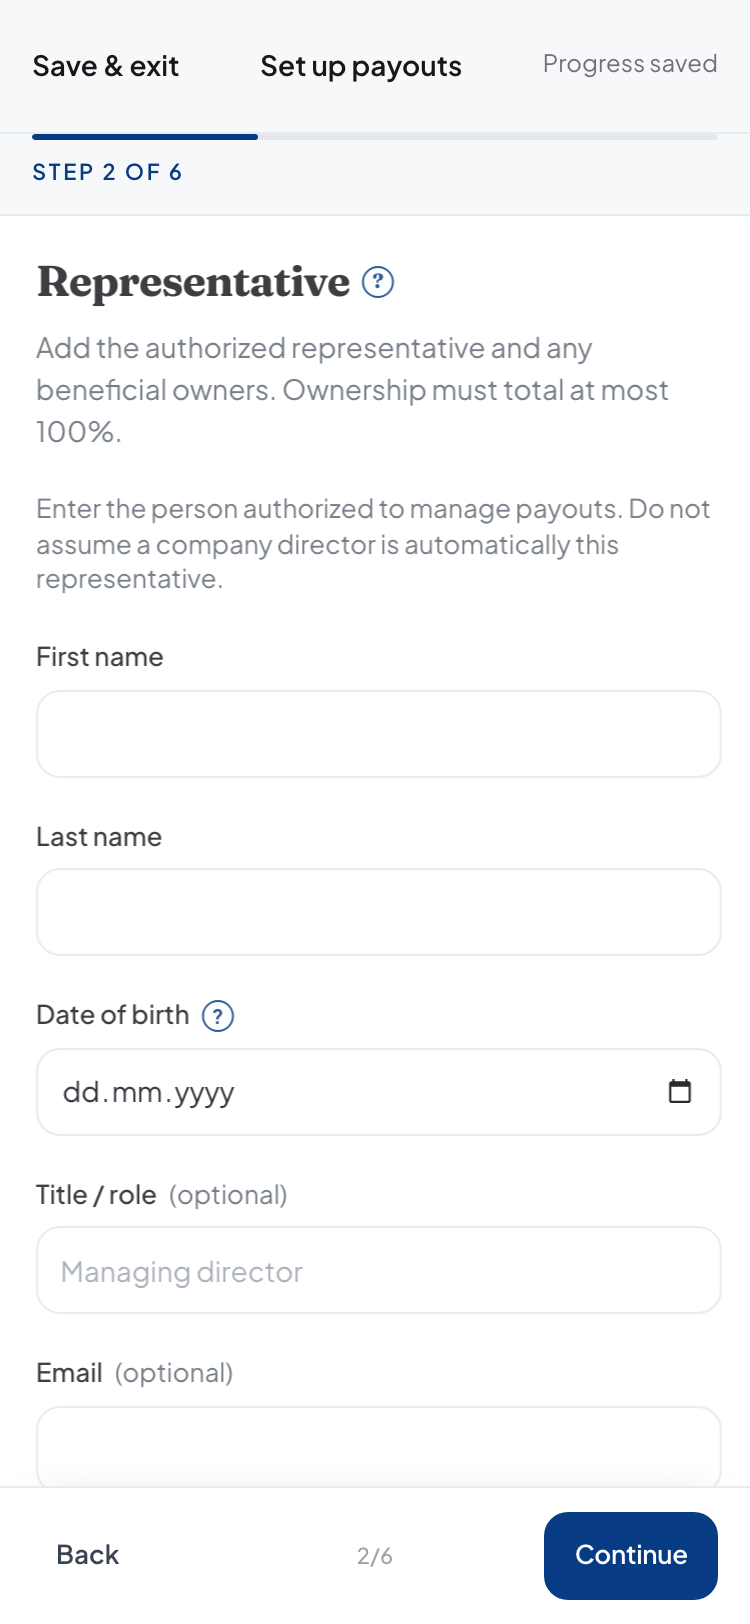 Save & exit
Set up payouts
Progress saved
STEP 2 OF 6
Representative ?
Add the authorized representative and any
beneficial owners. Ownership must total at most
100%.
Enter the person authorized to manage payouts. Do not
assume a company director is automatically this
representative.
First name
Last name
Date of birth ?
dd.mm.yyyy
Title / role (optional)
Managing director
Email (optional)
Back
2/6
Continue